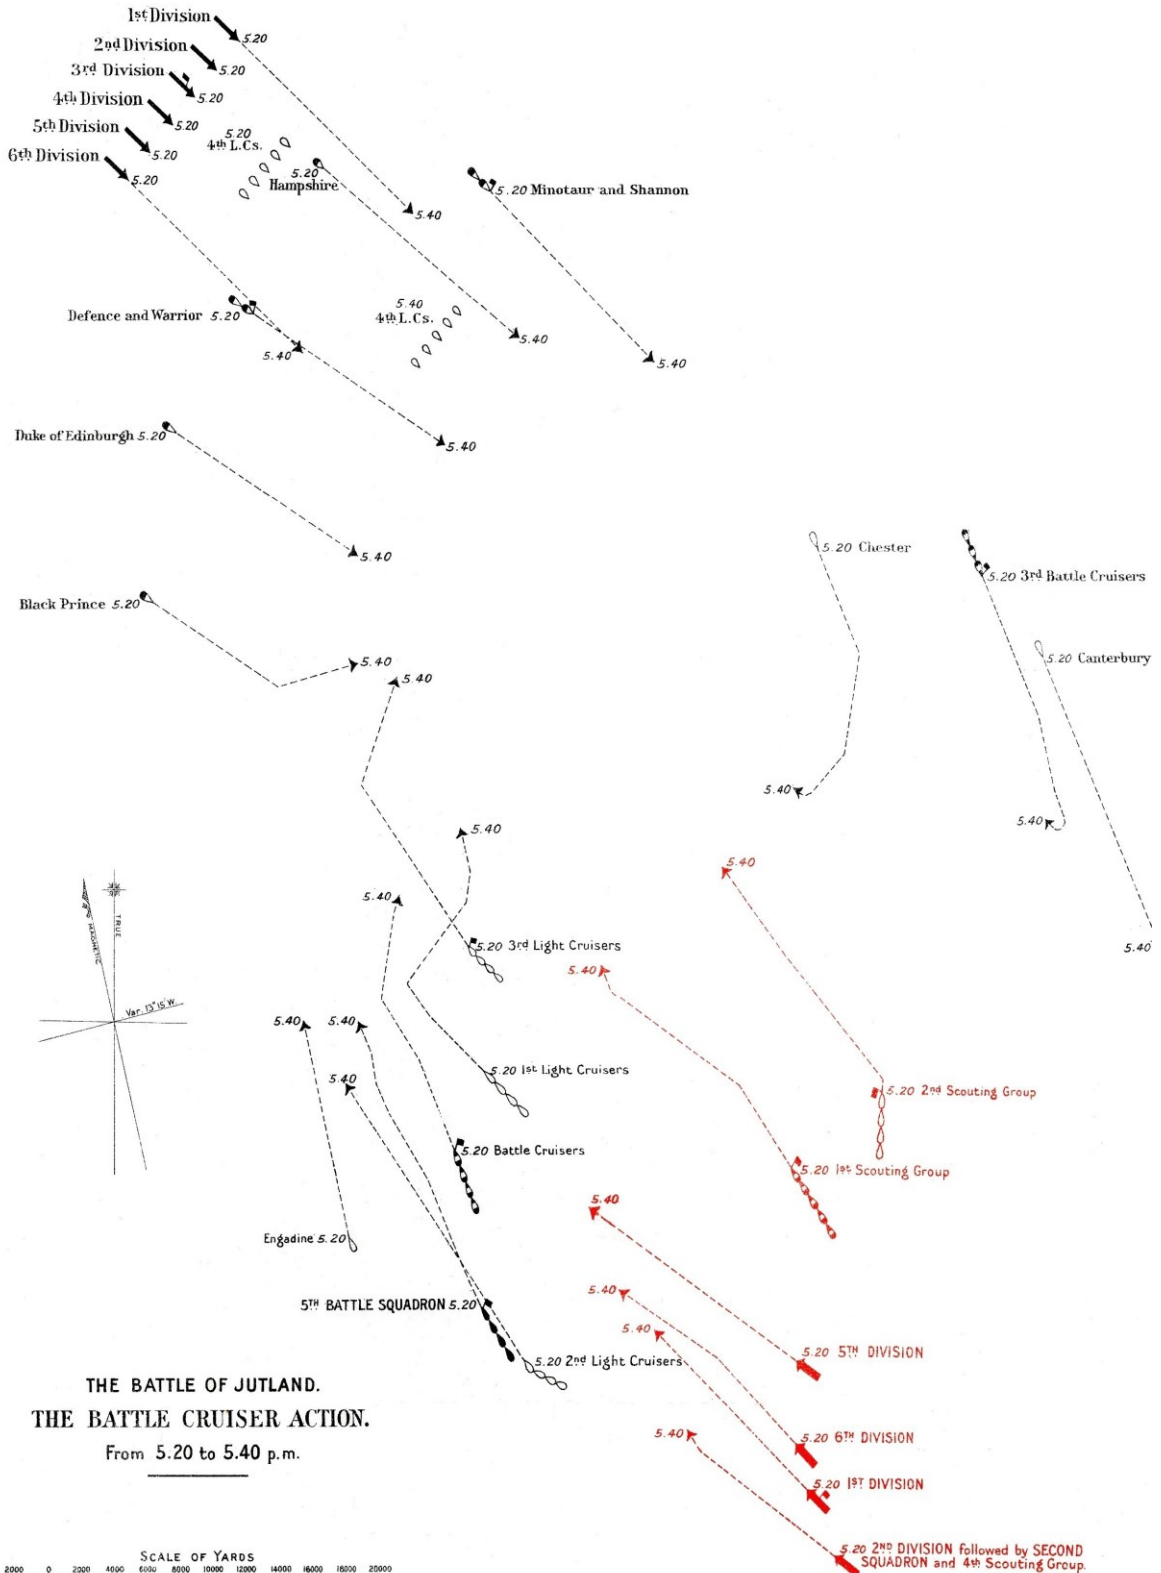 1st Division
5.20
2nd Division
5.20
3rd Division
5.20
4th Division
5.20
5th Division
5.20
6th Division
5.20
5.20
4th L.Cs.
5.20
Hampshire
5.20 Minotaur and Shannon
5.40
5.40
4th L.Cs.
Defence and Warrior 5.20
5.40
5.40
5.40
Duke of Edinburgh 5.20
5.40
5.40
5.20 Chester
5.20 3rd Battle Cruisers
Black Prince 5.20
5.20 Canterbury
5.40
5.40
5.40
5.40
5.40
5.40
5.40
5.40
5.20 3rd Light Cruisers
5.40
TRUE
MAGNETIC
Var. 13° 15' W.
5.40
5.40
5.40
5.20 1st Light Cruisers
5.20 2nd Scouting Group
5.20 Battle Cruisers
5.20 1st Scouting Group
5.40
Engadine 5.20
5.40
5TH BATTLE SQUADRON 5.20
5.40
5.20 5TH DIVISION
5.20 2nd Light Cruisers
THE BATTLE OF JUTLAND.
THE BATTLE CRUISER ACTION.
From 5.20 to 5.40 p.m.
5.40
5.20 6TH DIVISION
5.20 1ST DIVISION
5.20 2ND DIVISION followed by SECOND
SQUADRON and 4th Scouting Group.
SCALE OF YARDS
2000 0 2000 4000 6000 8000 10000 12000 14000 16000 18000 20000